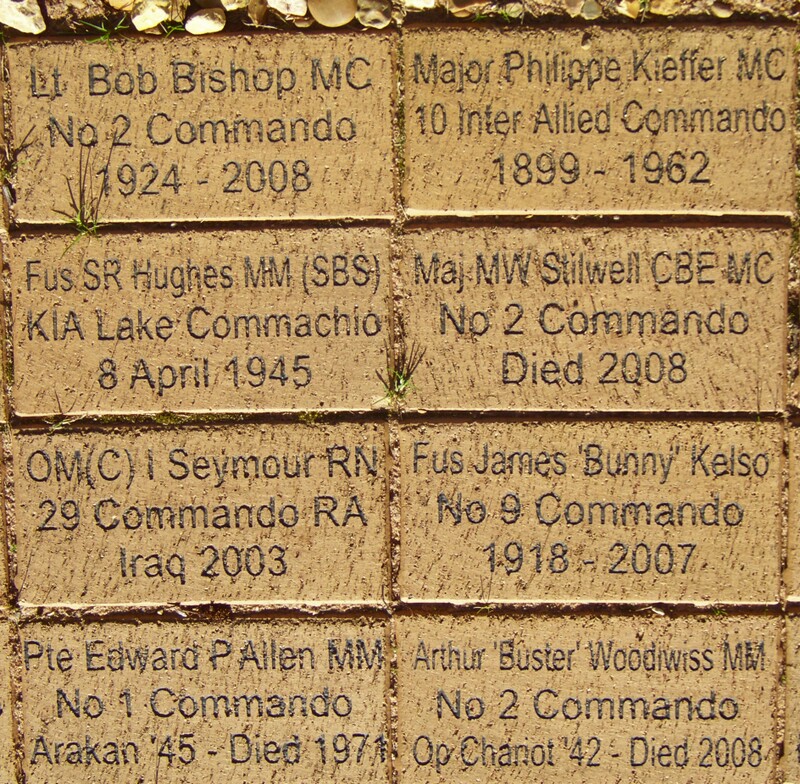 Lt Bob Bishop MC
No 2 Commando
1924 - 2008
Major Philippe Kieffer MC
10 Inter Allied Commando
1899 - 1962
Fus SR Hughes MM (SBS)
KIA Lake Commachio
8 April 1945
Maj MW Stilwell CBE MC
No 2 Commando
Died 2008
OM(C) I Seymour RN
29 Commando RA
Iraq 2003
Fus James 'Bunny' Kelso
No 9 Commando
1918 - 2007
Pte Edward P Allen MM
No 1 Commando
Arakan '45 - Died 1971
Arthur 'Buster' Woodiwiss MM
No 2 Commando
Op Chariot '42 - Died 2008